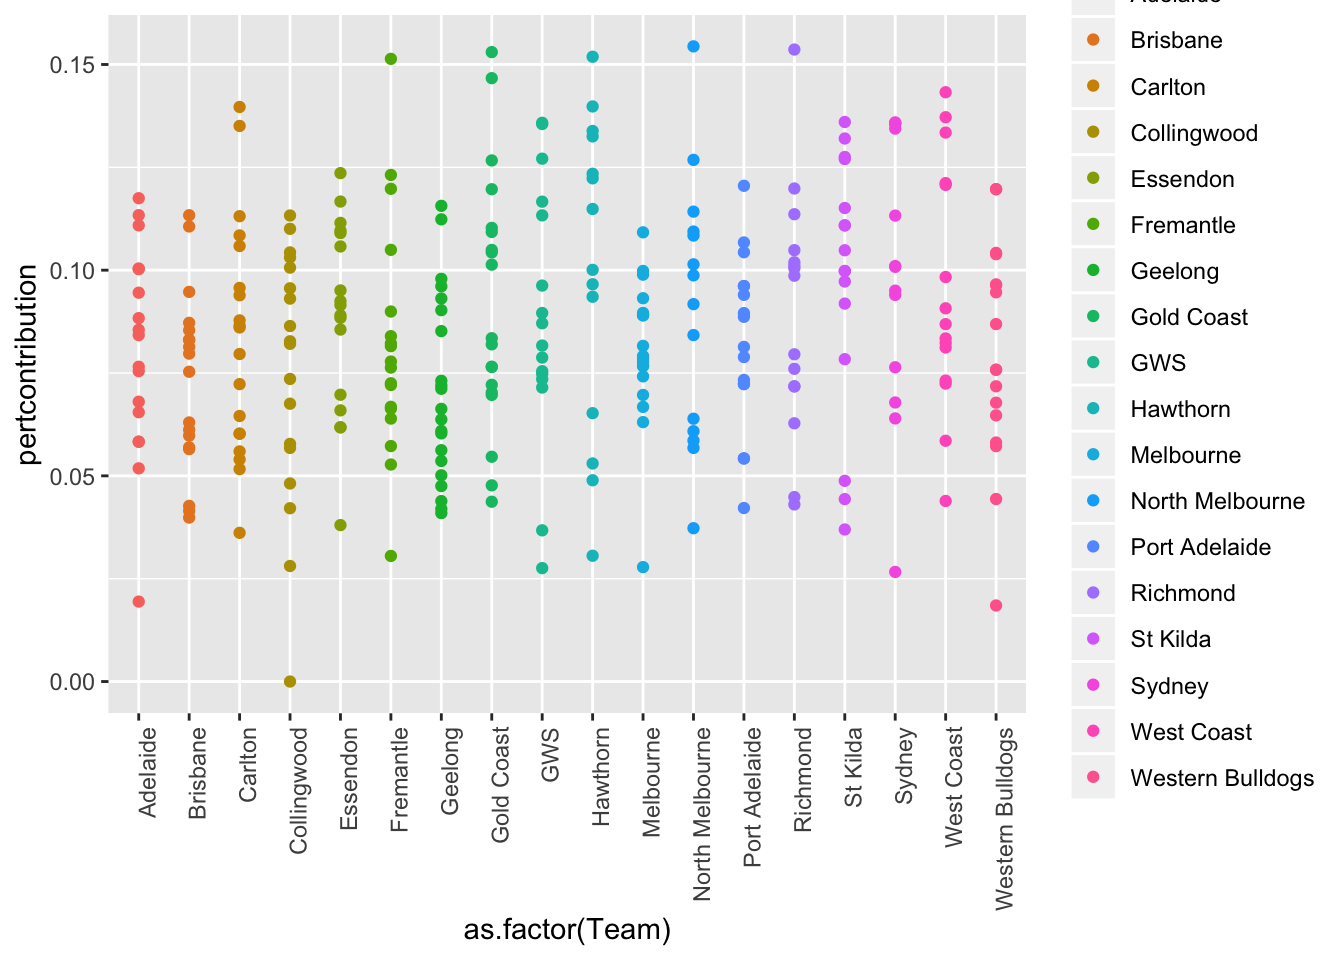 Adelaide
Brisbane
Carlton
Collingwood
Essendon
Fremantle
Geelong
Gold Coast
GWS
Hawthorn
Melbourne
North Melbourne
Port Adelaide
Richmond
St Kilda
Sydney
West Coast
Western Bulldogs
0.15
0.10
0.05
0.00
pertcontribution
Adelaide
Brisbane
Carlton
Collingwood
Essendon
Fremantle
Geelong
Gold Coast
GWS
Hawthorn
Melbourne
North Melbourne
Port Adelaide
Richmond
St Kilda
Sydney
West Coast
Western Bulldogs
as.factor(Team)